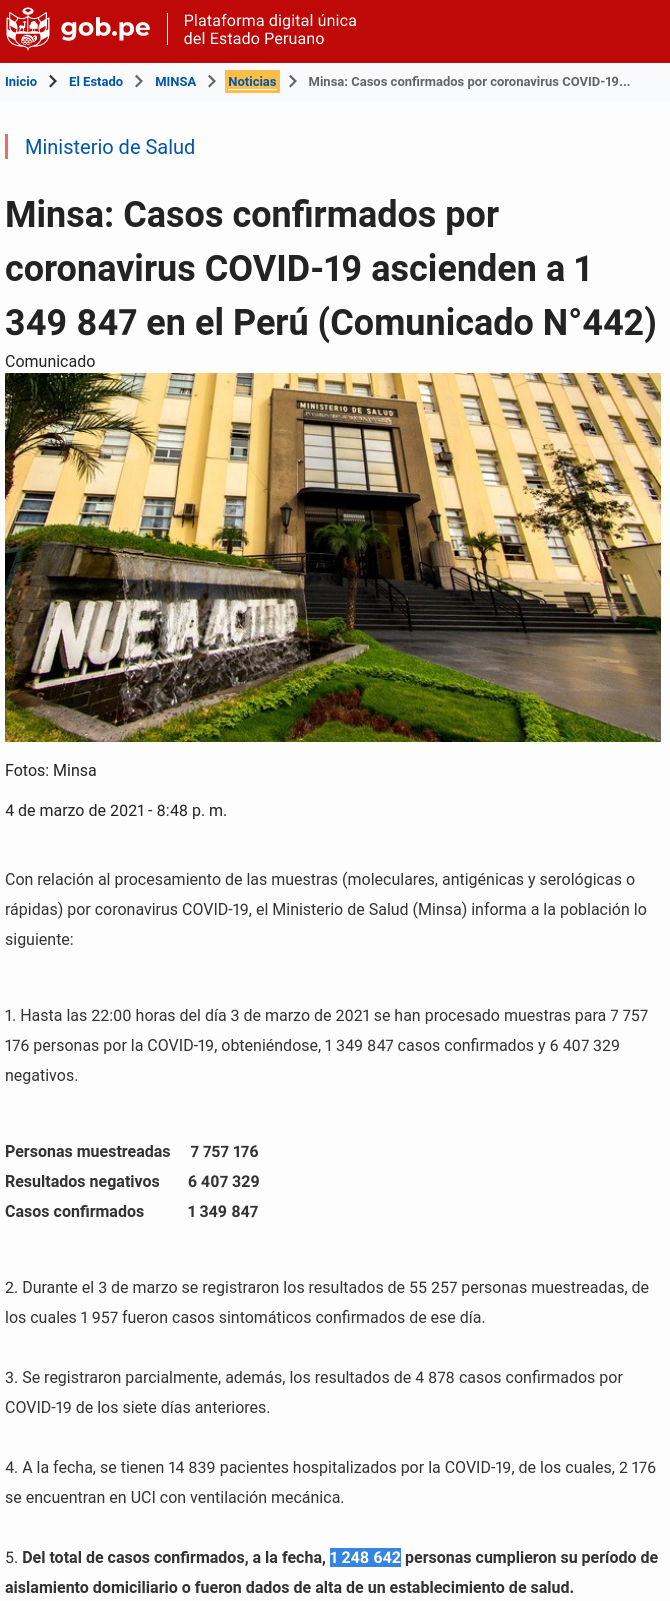 gob.pe
Plataforma digital única
del Estado Peruano
Inicio > El Estado > MINSA > Noticias > Minsa: Casos confirmados por coronavirus COVID-19...
Ministerio de Salud
Minsa: Casos confirmados por
coronavirus COVID-19 ascienden a 1
349 847 en el Perú (Comunicado N°442)
Comunicado
MINISTERIO DE SALUD
NUEVA ACTITUD
Fotos: Minsa
4 de marzo de 2021 - 8:48 p. m.
Con relación al procesamiento de las muestras (moleculares, antigénicas y serológicas o
rápidas) por coronavirus COVID-19, el Ministerio de Salud (Minsa) informa a la población lo
siguiente:
1. Hasta las 22:00 horas del día 3 de marzo de 2021 se han procesado muestras para 7 757
176 personas por la COVID-19, obteniéndose, 1 349 847 casos confirmados y 6 407 329
negativos.
Personas muestreadas 7 757 176
Resultados negativos 6 407 329
Casos confirmados 1 349 847
2. Durante el 3 de marzo se registraron los resultados de 55 257 personas muestreadas, de
los cuales 1 957 fueron casos sintomáticos confirmados de ese día.
3. Se registraron parcialmente, además, los resultados de 4 878 casos confirmados por
COVID-19 de los siete días anteriores.
4. A la fecha, se tienen 14 839 pacientes hospitalizados por la COVID-19, de los cuales, 2 176
se encuentran en UCI con ventilación mecánica.
5. Del total de casos confirmados, a la fecha, 1 248 642 personas cumplieron su período de
aislamiento domiciliario o fueron dados de alta de un establecimiento de salud.